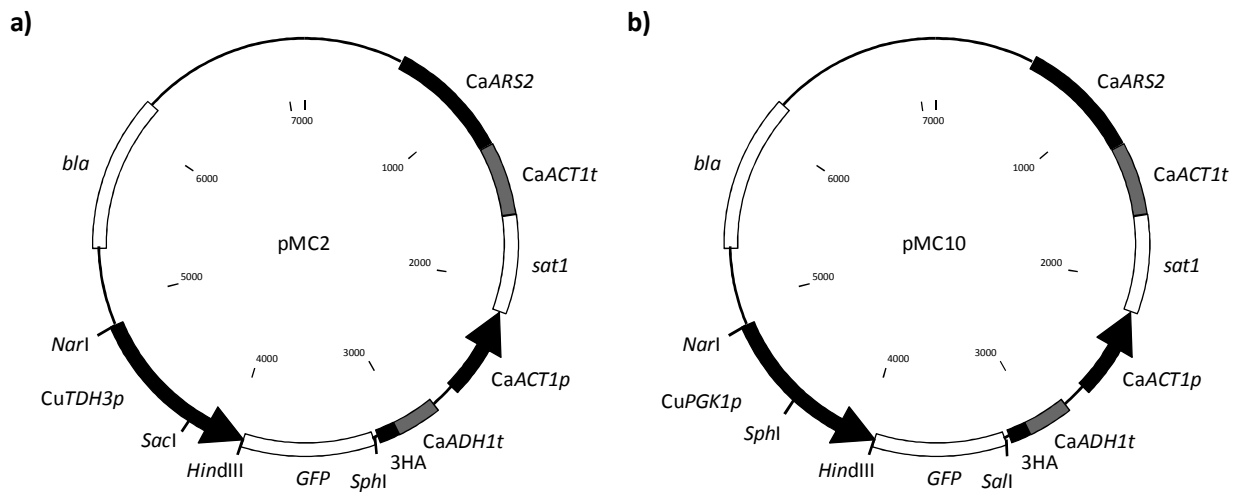 a)
CaARS2
7000
1000
CaACT1t
bla
6000
pMC2
sat1
2000
5000
NarI
4000
3000
CaACT1p
CuTDH3p
SacI
CaADH1t
HindIII
3HA
GFP
SphI
b)
CaARS2
7000
1000
CaACT1t
bla
6000
pMC10
sat1
2000
5000
NarI
4000
3000
CaACT1p
CuPGK1p
SphI
CaADH1t
HindIII
3HA
GFP
SalI